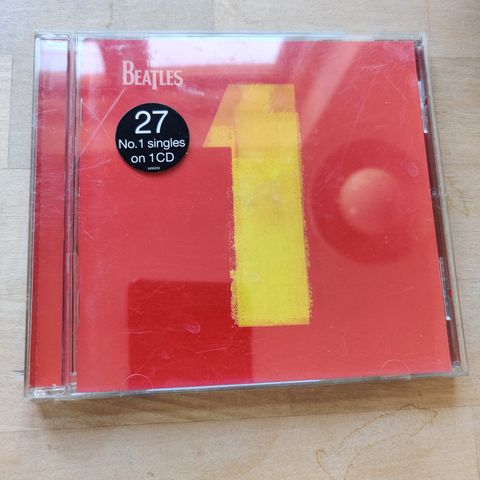 THE
BEATLES
27
No.1 singles
on 1CD
1